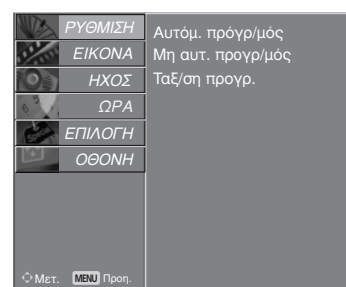 ΡΥΘΜΙΣΗ
ΕΙΚΟΝΑ
ΗΧΟΣ
ΩΡΑ
ΕΠΙΛΟΓΗ
ΟΘΟΝΗ
Αυτόμ. πρόγρ/μός
Μη αυτ. προγρ/μός
Ταξ/ση προγρ.
Μετ. MENU Προη.